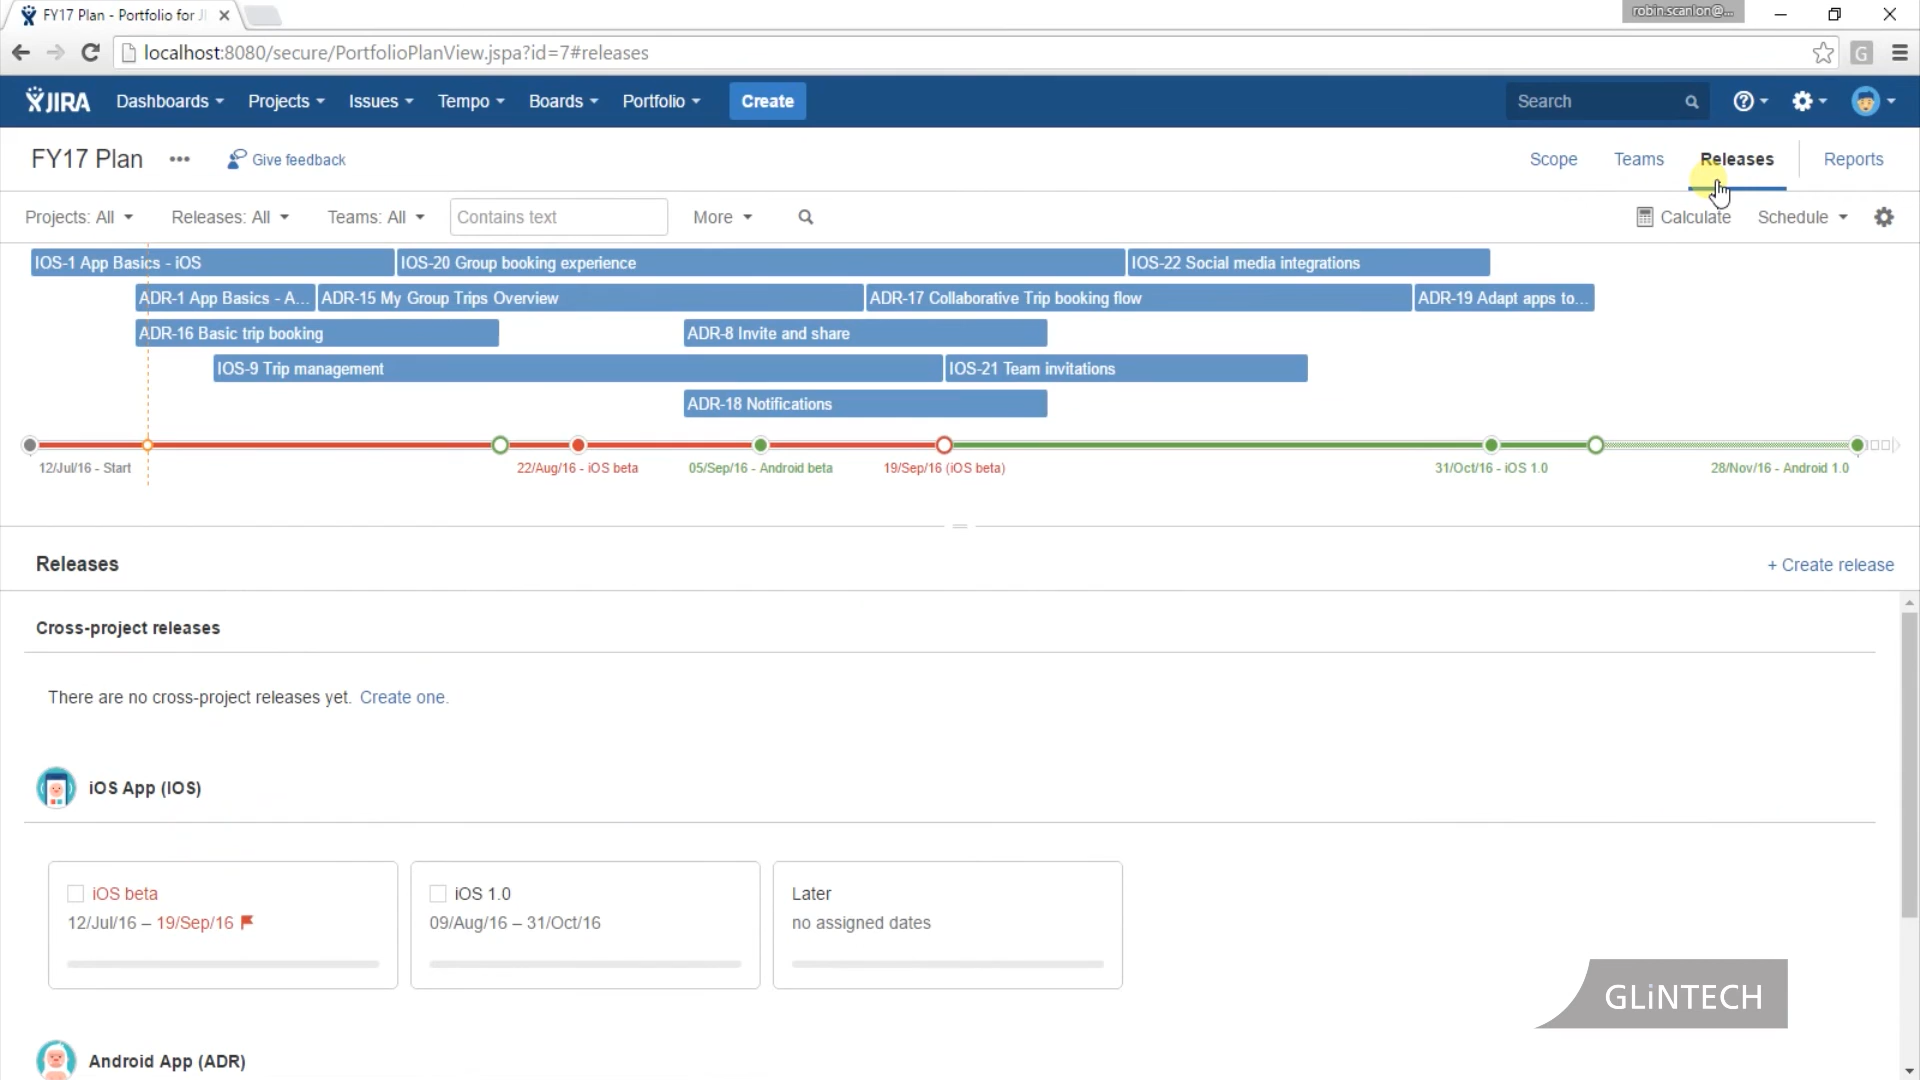 FY17 Plan - Portfolio for JI
robin.scanlon@...
localhost:8080/secure/PortfolioPlanView.jspa?id=7#releases
G
JIRA Dashboards Projects Issues Tempo Boards Portfolio Create Search
FY17 Plan ••• Give feedback Scope Teams Releases Reports
Projects: All Releases: All Teams: All Contains text More Calculate Schedule
IOS-1 App Basics - iOS IOS-20 Group booking experience IOS-22 Social media integrations
ADR-1 App Basics - A... ADR-15 My Group Trips Overview ADR-17 Collaborative Trip booking flow ADR-19 Adapt apps to...
ADR-16 Basic trip booking ADR-8 Invite and share
IOS-9 Trip management IOS-21 Team invitations
ADR-18 Notifications
12/Jul/16 - Start 22/Aug/16 - iOS beta 05/Sep/16 - Android beta 19/Sep/16 (iOS beta) 31/Oct/16 - iOS 1.0 28/Nov/16 - Android 1.0
Releases + Create release
Cross-project releases
There are no cross-project releases yet. Create one.
iOS App (IOS)
iOS beta iOS 1.0 Later
12/Jul/16 – 19/Sep/16 09/Aug/16 – 31/Oct/16 no assigned dates
GLiNTECH
Android App (ADR)